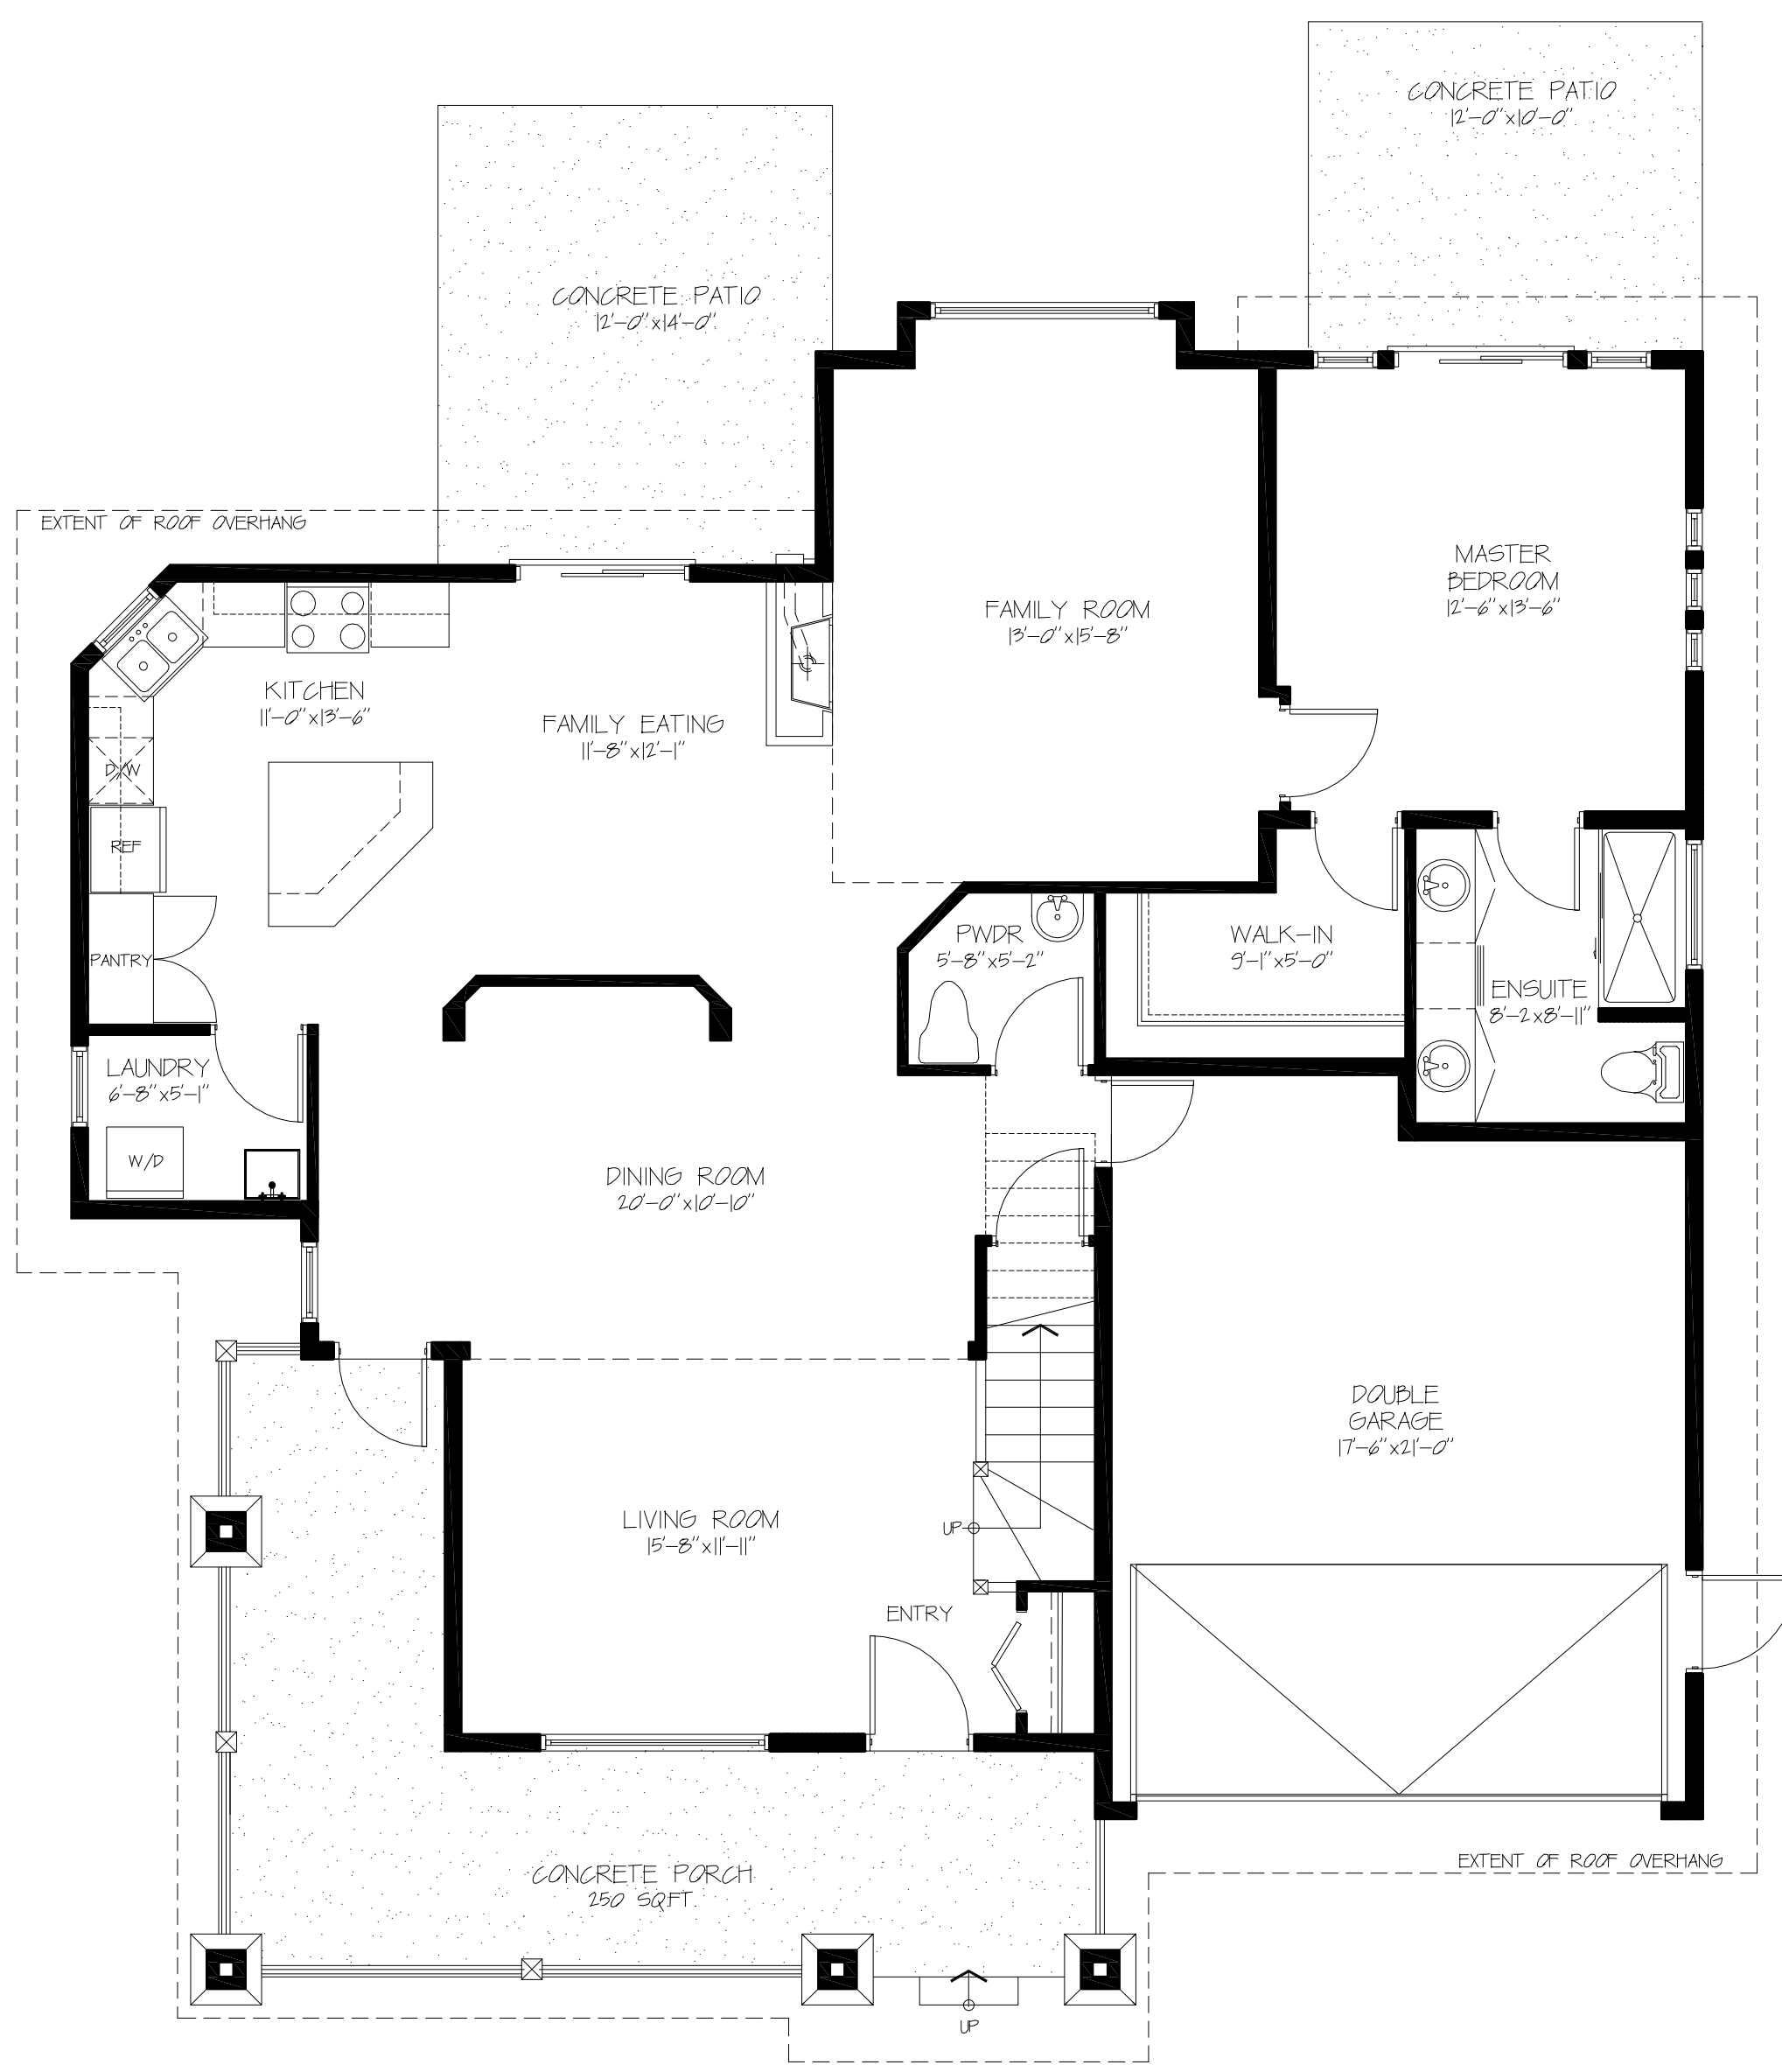 CONCRETE PATIO
12'-0"x10'-0"
CONCRETE PATIO
12'-0"x14'-0"
EXTENT OF ROOF OVERHANG
MASTER
BEDROOM
12'-6"x13'-6"
FAMILY ROOM
13'-0"x15'-8"
KITCHEN
11'-0"x13'-6"
FAMILY EATING
11'-8"x12'-1"
D/W
REF
PANTRY
PWDR
5'-8"x5'-2"
WALK-IN
9'-1"x5'-0"
ENSUITE
8'-2x8'-11"
LAUNDRY
6'-8"x5'-1"
W/D
DINING ROOM
20'-0"x10'-10"
DOUBLE
GARAGE
17'-6"x21'-0"
LIVING ROOM
15'-8"x11'-11"
UP
ENTRY
CONCRETE PORCH
250 SQ.FT.
EXTENT OF ROOF OVERHANG
UP